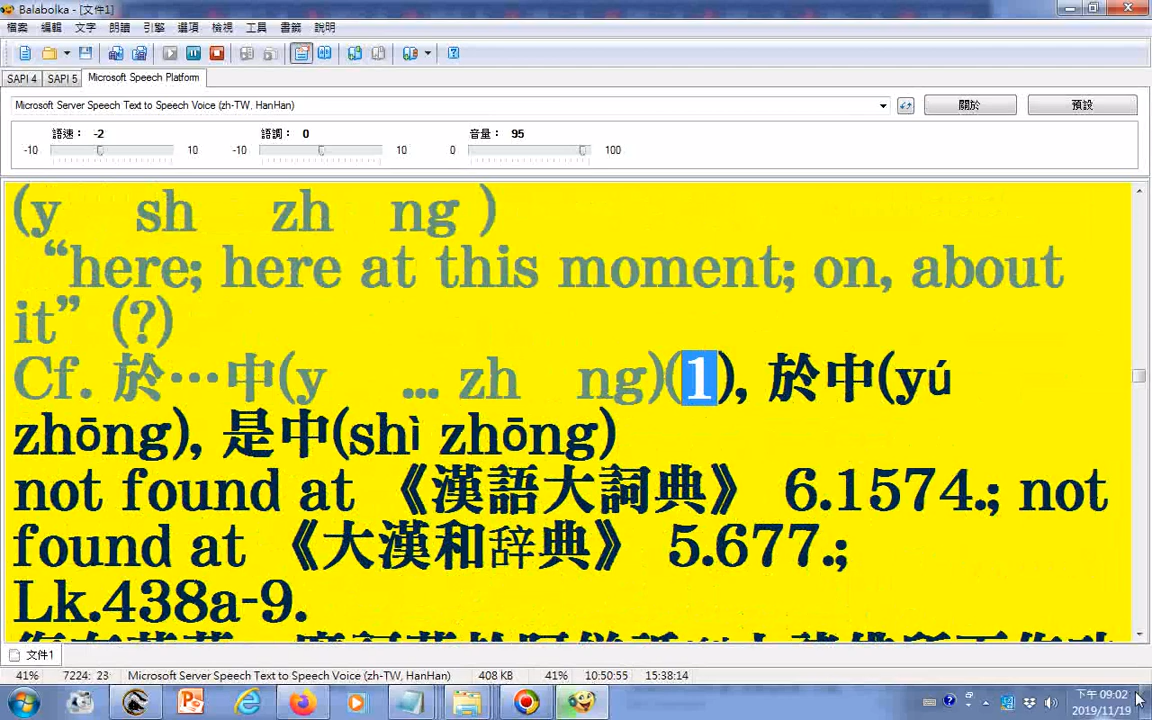 Balabolka - [文件1]
檔案 編輯 文字 朗讀 引擎 選項 檢視 工具 書籤 說明
SAPI 4 SAPI 5 Microsoft Speech Platform
Microsoft Server Speech Text to Speech Voice (zh-TW, HanHan) 關於 預設
語速： -2 語調： 0 音量： 95
-10 10 -10 10 0 100
(y sh zh ng )
“here; here at this moment; on, about
it” (?)
Cf. 於…中(y ... zh ng)(1), 於中(yú
zhōng), 是中(shì zhōng)
not found at 《漢語大詞典》 6.1574.; not
found at 《大漢和辞典》 5.677.;
Lk.438a-9.
文件1
41% 7224: 23 Microsoft Server Speech Text to Speech Voice (zh-TW, HanHan) 408 KB 41% 10:50:55 15:38:14
下午 09:02
2019/11/19